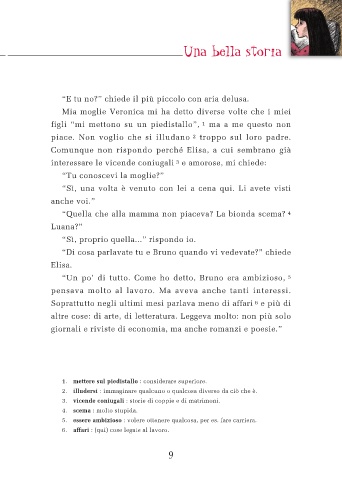 Una bella storia
“E tu no?” chiede il più piccolo con aria delusa.
Mia moglie Veronica mi ha detto diverse volte che i miei
figli “mi mettono su un piedistallo”, 1 ma a me questo non
piace. Non voglio che si illudano 2 troppo sul loro padre.
Comunque non rispondo perché Elisa, a cui sembrano già
interessare le vicende coniugali 3 e amorose, mi chiede:
“Tu conoscevi la moglie?”
“Sì, una volta è venuto con lei a cena qui. Li avete visti
anche voi.”
“Quella che alla mamma non piaceva? La bionda scema? 4
Luana?”
“Sì, proprio quella...” rispondo io.
“Di cosa parlavate tu e Bruno quando vi vedevate?” chiede
Elisa.
“Un po’ di tutto. Come ho detto, Bruno era ambizioso, 5
pensava molto al lavoro. Ma aveva anche tanti interessi.
Soprattutto negli ultimi mesi parlava meno di affari 6 e più di
altre cose: di arte, di letteratura. Leggeva molto: non più solo
giornali e riviste di economia, ma anche romanzi e poesie.”
1. mettere sul piedistallo : considerare superiore.
2. illudersi : immaginare qualcuno o qualcosa diverso da ciò che è.
3. vicende coniugali : storie di coppie e di matrimoni.
4. scema : molto stupida.
5. essere ambizioso : volere ottenere qualcosa, per es. fare carriera.
6. affari : (qui) cose legate al lavoro.
9